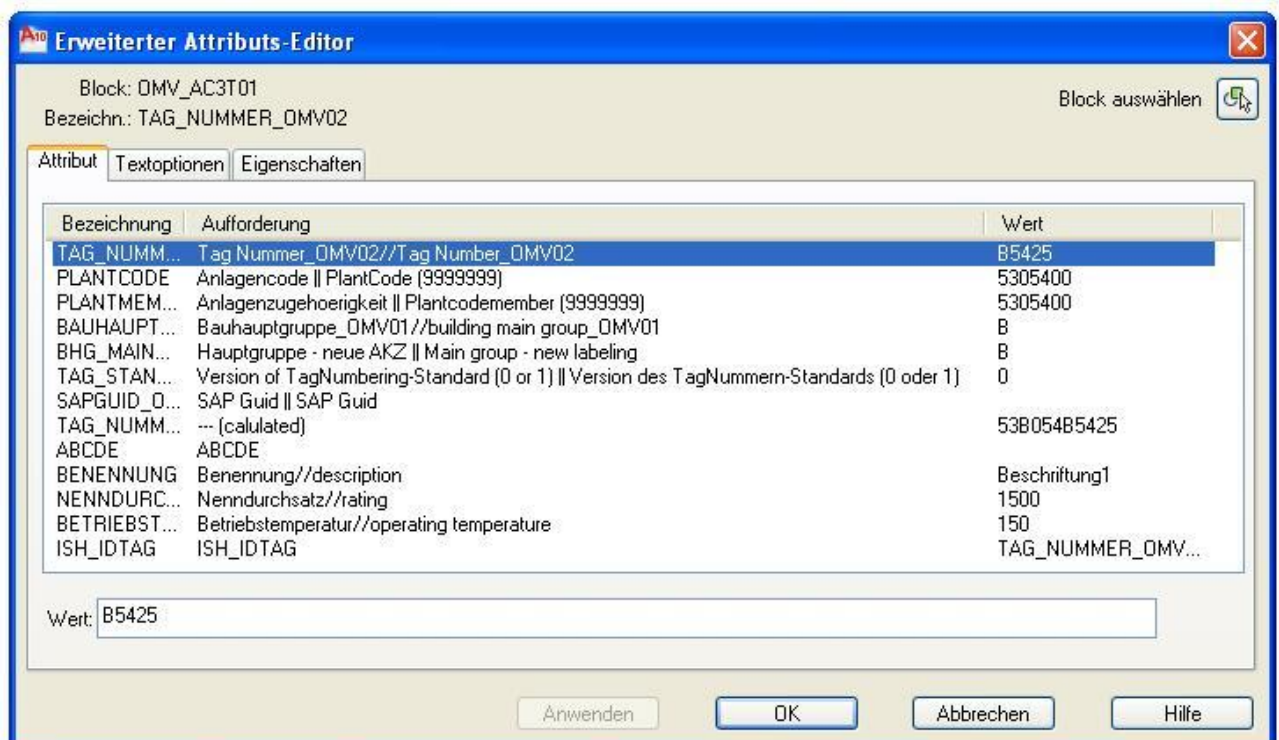 A10 Erweiterter Attributs-Editor
Block: OMV_AC3T01
Bezeichn.: TAG_NUMMER_OMV02
Block auswählen
Attribut Textoptionen Eigenschaften
Bezeichnung Aufforderung Wert
TAG_NUMM... Tag Nummer_OMV02//Tag Number_OMV02 B5425
PLANTCODE Anlagencode || PlantCode (9999999) 5305400
PLANTMEM... Anlagenzugehoerigkeit || Plantcodemember (9999999) 5305400
BAUHAUPT... Bauhauptgruppe_OMV01//building main group_OMV01 B
BHG_MAIN... Hauptgruppe - neue AKZ || Main group - new labeling B
TAG_STAN... Version of TagNumbering-Standard (0 or 1) || Version des TagNummern-Standards (0 oder 1) 0
SAPGUID_O... SAP Guid || SAP Guid
TAG_NUMM... --- (calulated) 53B054B5425
ABCDE ABCDE
BENENNUNG Benennung//description Beschriftung1
NENNDURC... Nenndurchsatz//rating 1500
BETRIEBST... Betriebstemperatur//operating temperature 150
ISH_IDTAG ISH_IDTAG TAG_NUMMER_OMV...
Wert: B5425
Anwenden OK Abbrechen Hilfe